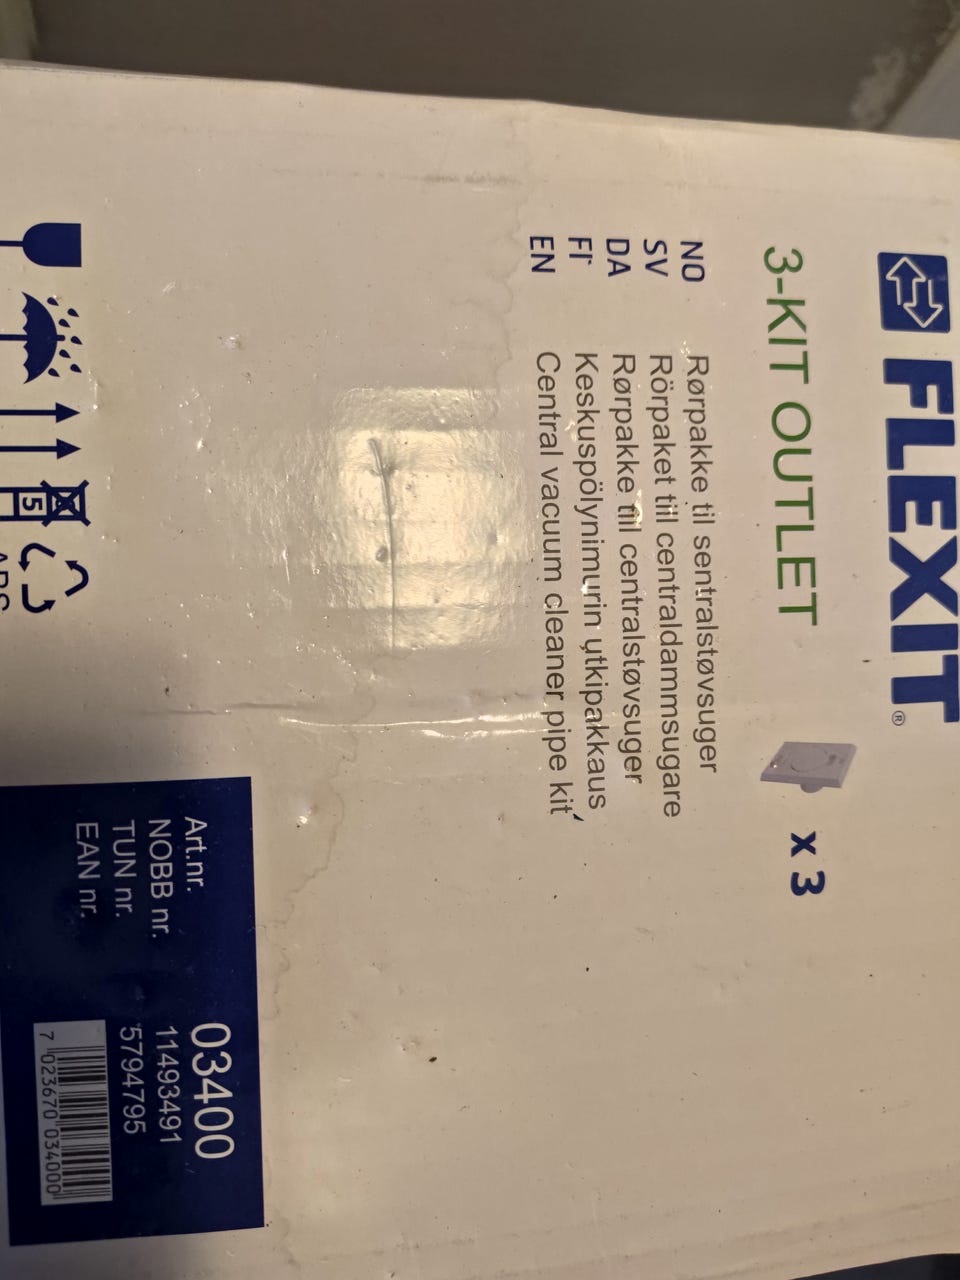 FLEXIT®
3-KIT OUTLET x 3
NO Rørpakke til sentralstøvsuger
SV Rörpaket till centraldammsugare
DA Rørpakke til centralstøvsuger
FI Keskuspölynimurin utkipakkaus
EN Central vacuum cleaner pipe kit
Art.nr. 03400
NOBB nr. 11493491
TUN nr. 5794795
EAN nr.
7 023670 034000
5